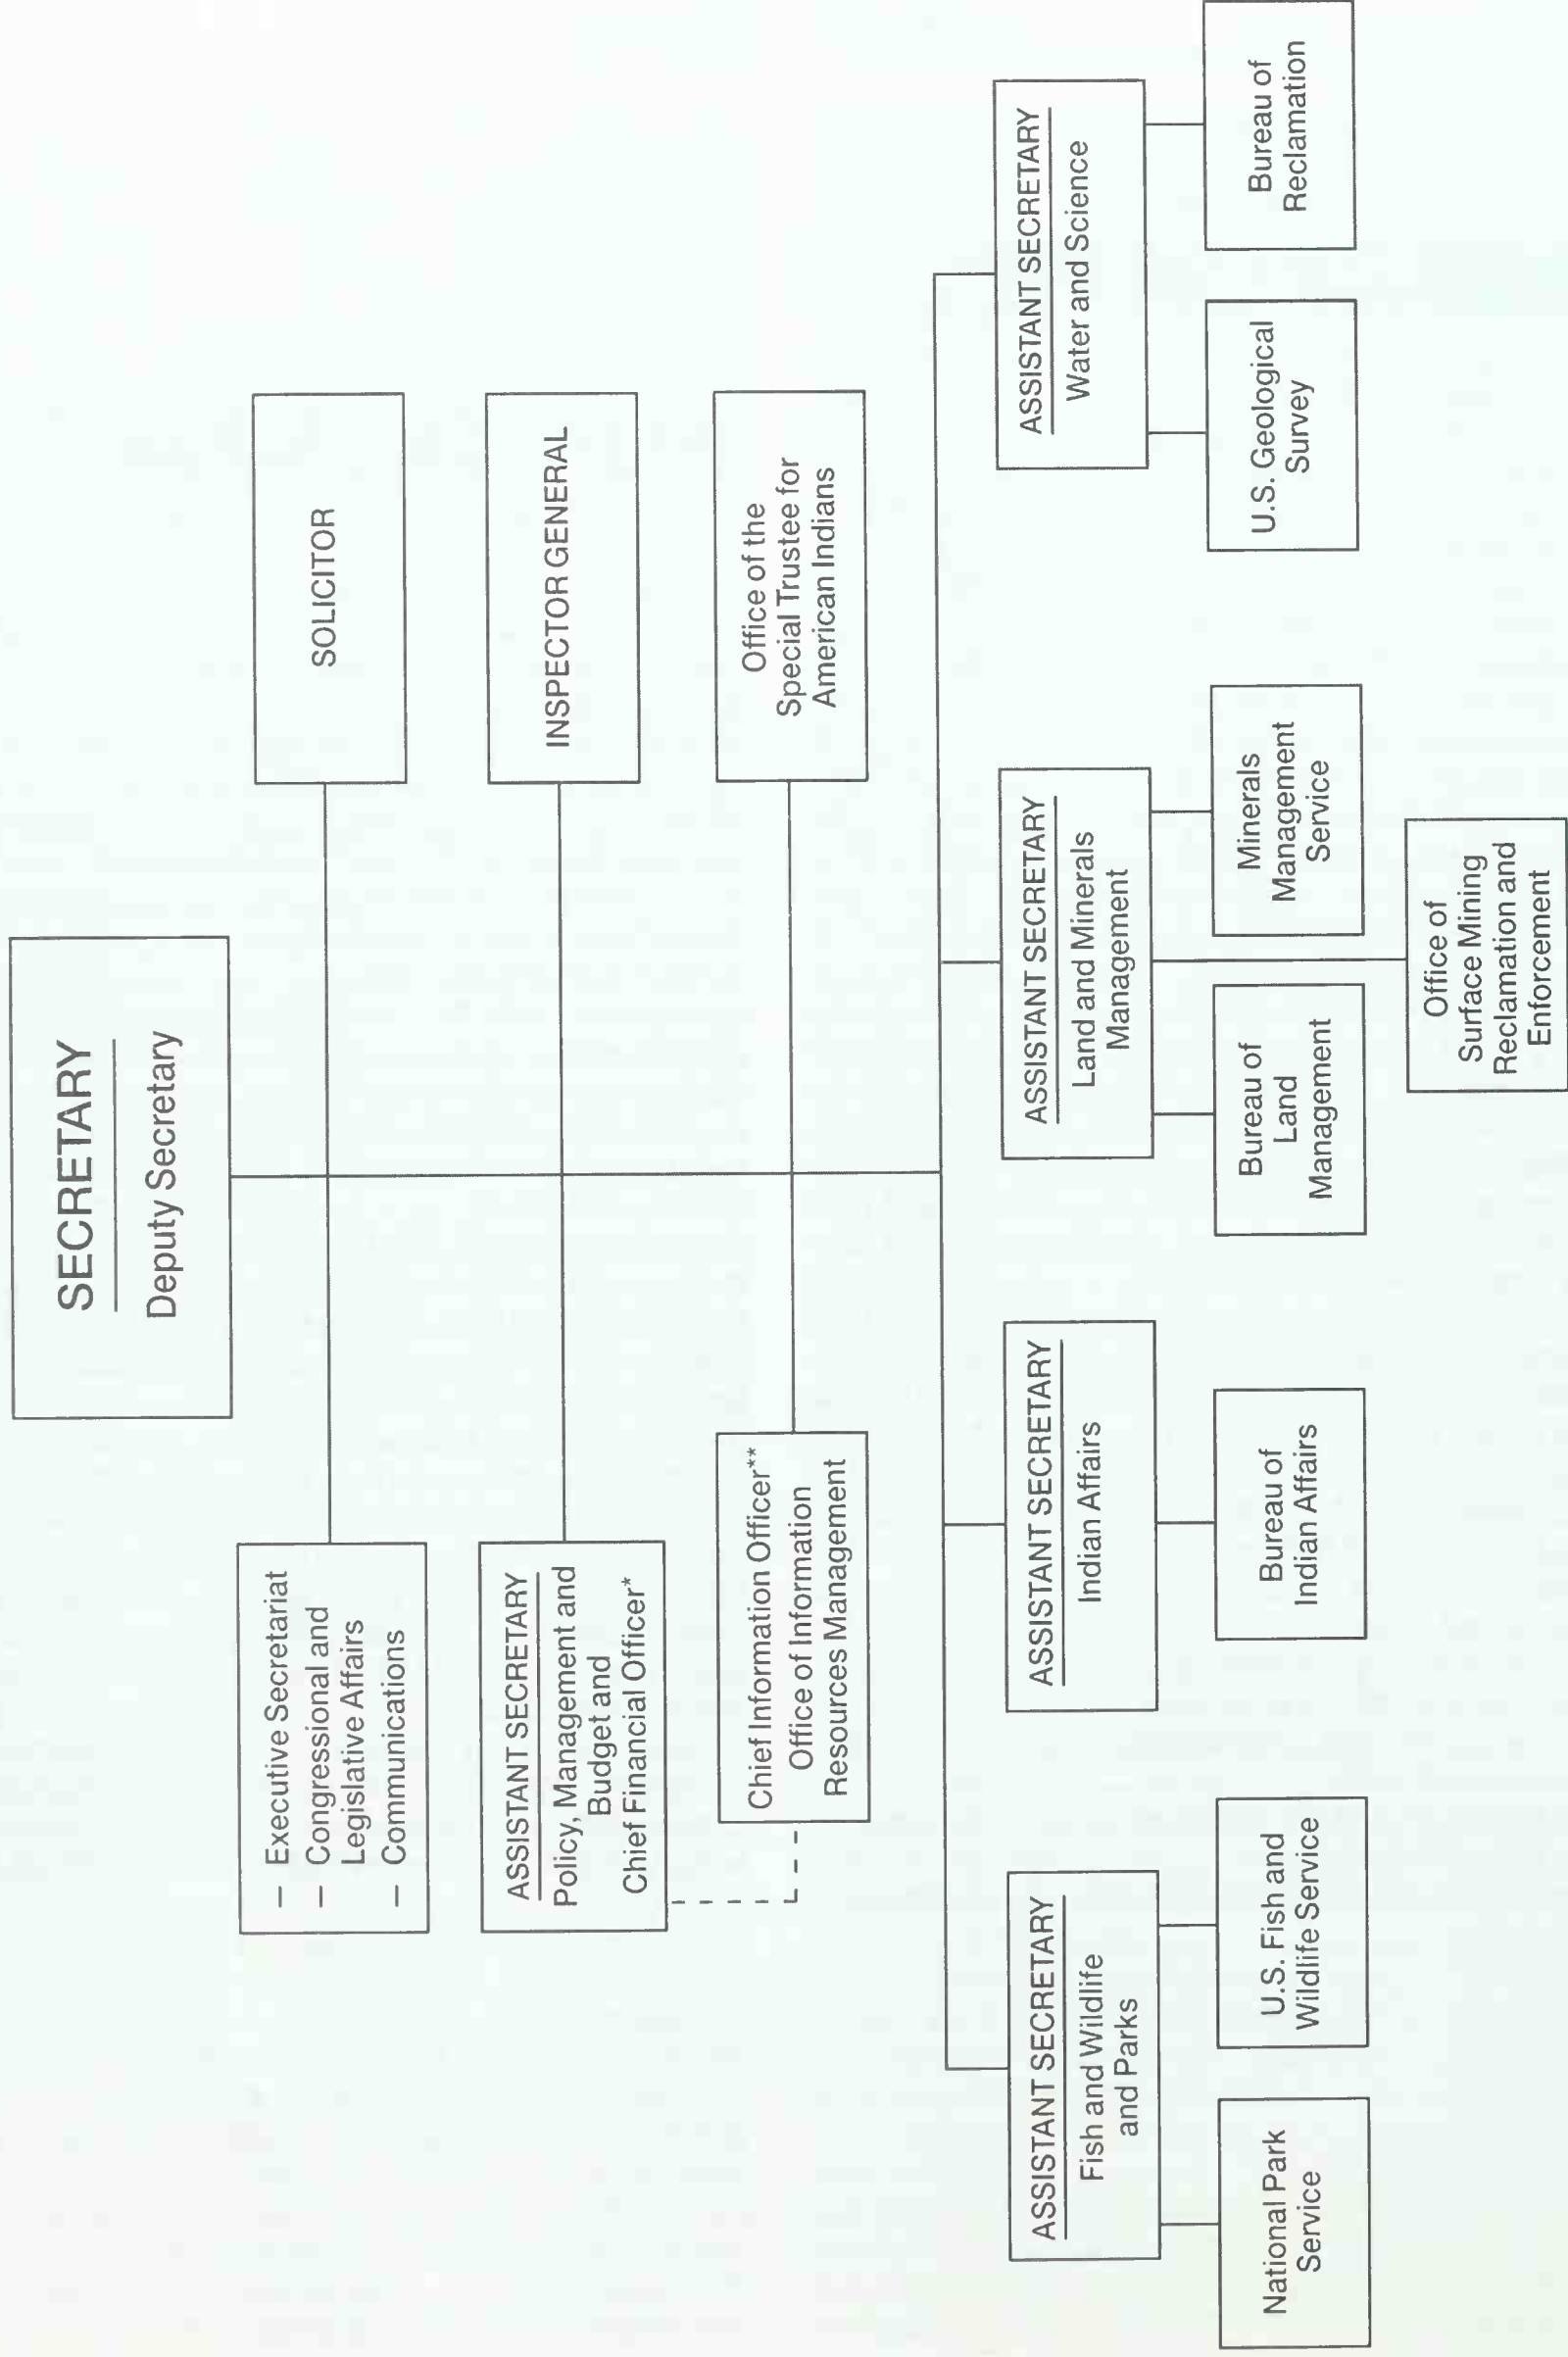 SECRETARY
Deputy Secretary
– Executive Secretariat
– Congressional and
Legislative Affairs
– Communications
SOLICITOR
ASSISTANT SECRETARY
Policy, Management and
Budget and
Chief Financial Officer*
INSPECTOR GENERAL
Chief Information Officer**
Office of Information
Resources Management
Office of the
Special Trustee for
American Indians
ASSISTANT SECRETARY
Fish and Wildlife
and Parks
ASSISTANT SECRETARY
Indian Affairs
ASSISTANT SECRETARY
Land and Minerals
Management
ASSISTANT SECRETARY
Water and Science
National Park
Service
U.S. Fish and
Wildlife Service
Bureau of
Indian Affairs
Bureau of
Land
Management
Minerals
Management
Service
U.S. Geological
Survey
Bureau of
Reclamation
Office of
Surface Mining
Reclamation and
Enforcement